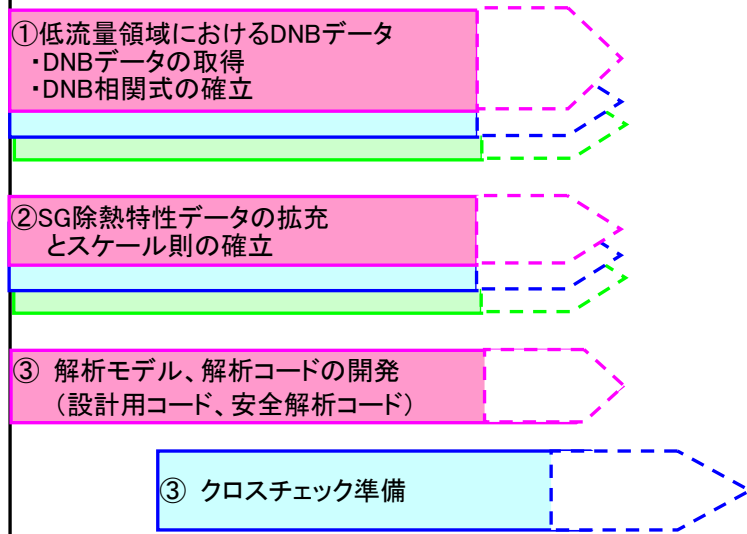 ①低流量領域におけるDNBデータ
・DNBデータの取得
・DNB相関式の確立
②SG除熱特性データの拡充
とスケール則の確立
③ 解析モデル、解析コードの開発
（設計用コード、安全解析コード）
③ クロスチェック準備